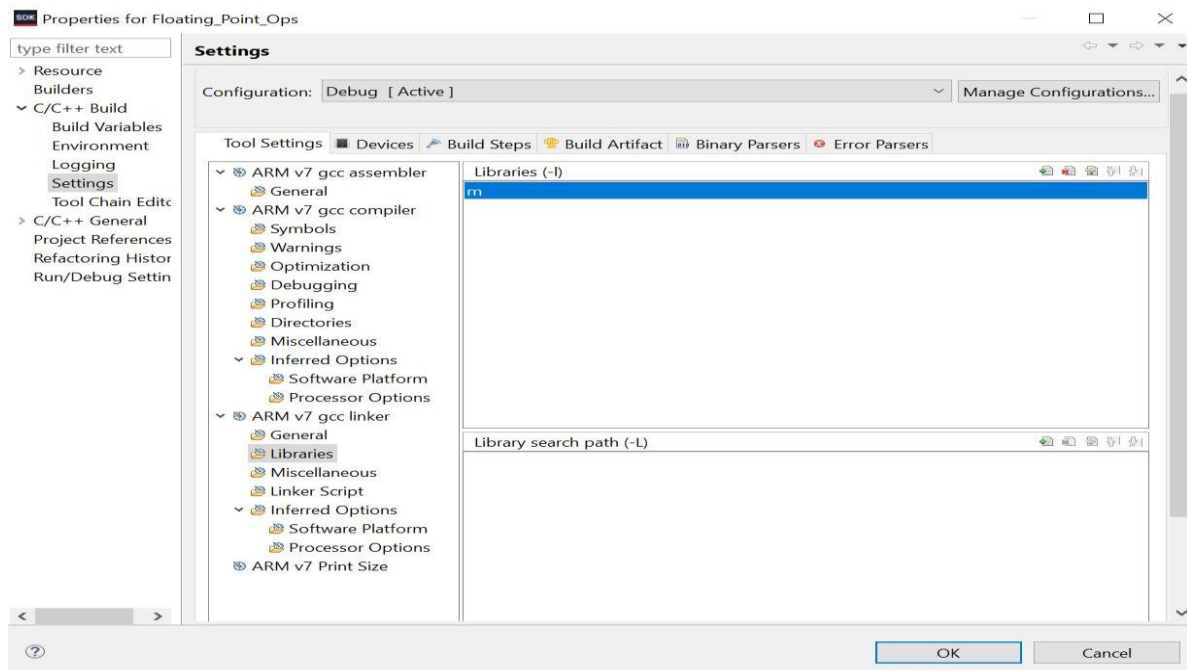 SDK Properties for Floating_Point_Ops
type filter text
Resource
Builders
C/C++ Build
Build Variables
Environment
Logging
Settings
Tool Chain Editc
C/C++ General
Project References
Refactoring Histor
Run/Debug Settin
Settings
Configuration: Debug [ Active ]
Manage Configurations...
Tool Settings Devices Build Steps Build Artifact Binary Parsers Error Parsers
ARM v7 gcc assembler
General
ARM v7 gcc compiler
Symbols
Warnings
Optimization
Debugging
Profiling
Directories
Miscellaneous
Inferred Options
Software Platform
Processor Options
ARM v7 gcc linker
General
Libraries
Miscellaneous
Linker Script
Inferred Options
Software Platform
Processor Options
ARM v7 Print Size
Libraries (-l)
m
Library search path (-L)
OK
Cancel